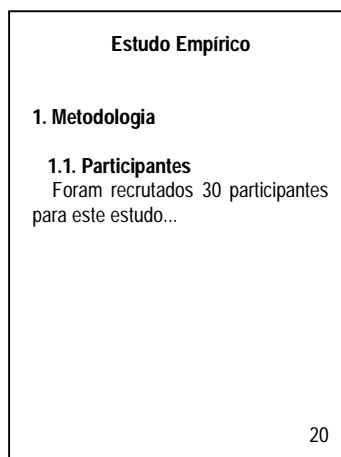 Estudo Empírico
1. Metodologia
1.1. Participantes
Foram recrutados 30 participantes
para este estudo...
20